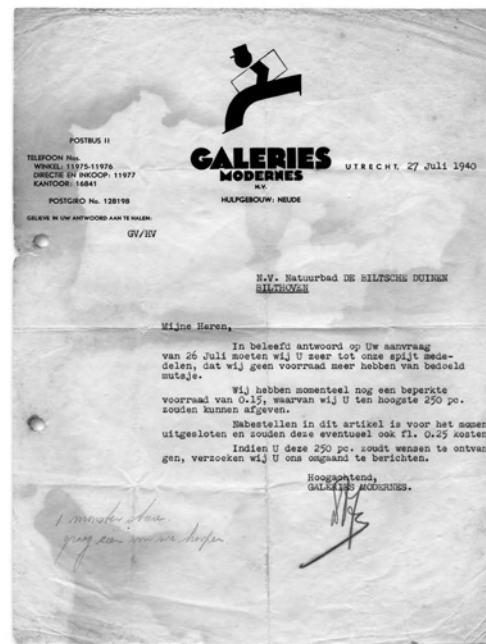 POSTBUS 11
TELEFOON Nos.
WINKEL: 11975-11976
DIRECTIE EN INKOOP: 11977
KANTOOR: 16841
POSTGIRO No. 128198
GELIEVE IN UW ANTWOORD AAN TE HALEN:
GV/HV
GALERIES
MODERNES
N.V.
HULPGEBOUW: NEUDE
UTRECHT, 27 Juli 1940
N.V. Natuurbad DE BILTSCHE DUINEN
BILTHOVEN
Mijne Heren,
In beleefd antwoord op Uw aanvraag
van 26 Juli moeten wij U zeer tot onze spijt mede-
delen, dat wij geen voorraad meer hebben van bedoeld
mutsje.
Wij hebben momenteel nog een beperkte
voorraad van 0.15, waarvan wij U ten hoogste 250 pc.
zouden kunnen afgeven.
Nabestellen in dit artikel is voor het momen
uitgesloten en zouden deze eventueel ook fl. 0.25 kosten
Indien U deze 250 pc. zoudt wensen te ontvan
gen, verzoeken wij U ons omgaand te berichten.
Hoogachtend,
GALERIES MODERNES.
1 monster
graag